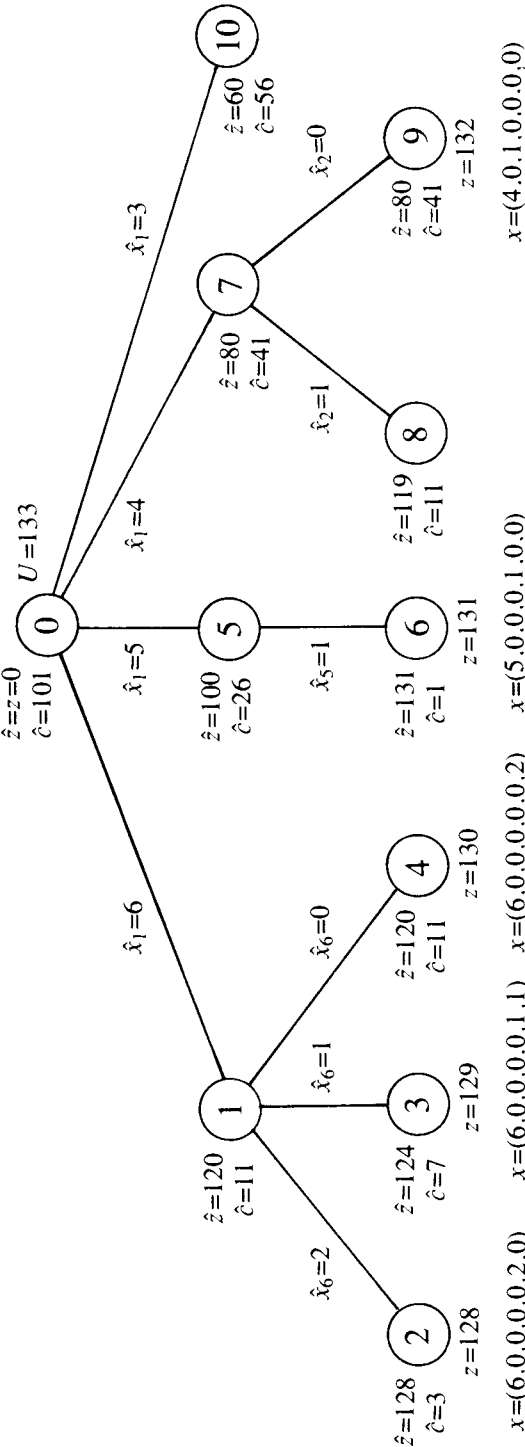 ẑ=z=0
ĉ=101
U=133
0
x̂₁=6
x̂₁=5
x̂₁=4
x̂₁=3
ẑ=120
ĉ=11
1
ẑ=100
ĉ=26
5
ẑ=80
ĉ=41
7
ẑ=60
ĉ=56
10
x̂₆=2
x̂₆=1
x̂₆=0
x̂₅=1
x̂₂=1
x̂₂=0
ẑ=128
ĉ=3
2
z=128
x=(6,0,0,0,0,2,0)
ẑ=124
ĉ=7
3
z=129
x=(6,0,0,0,0,1,1)
ẑ=120
ĉ=11
4
z=130
x=(6,0,0,0,0,0,2)
ẑ=131
ĉ=1
6
z=131
x=(5,0,0,0,1,0,0)
ẑ=119
ĉ=11
8
ẑ=80
ĉ=41
9
z=132
x=(4,0,1,0,0,0,0)